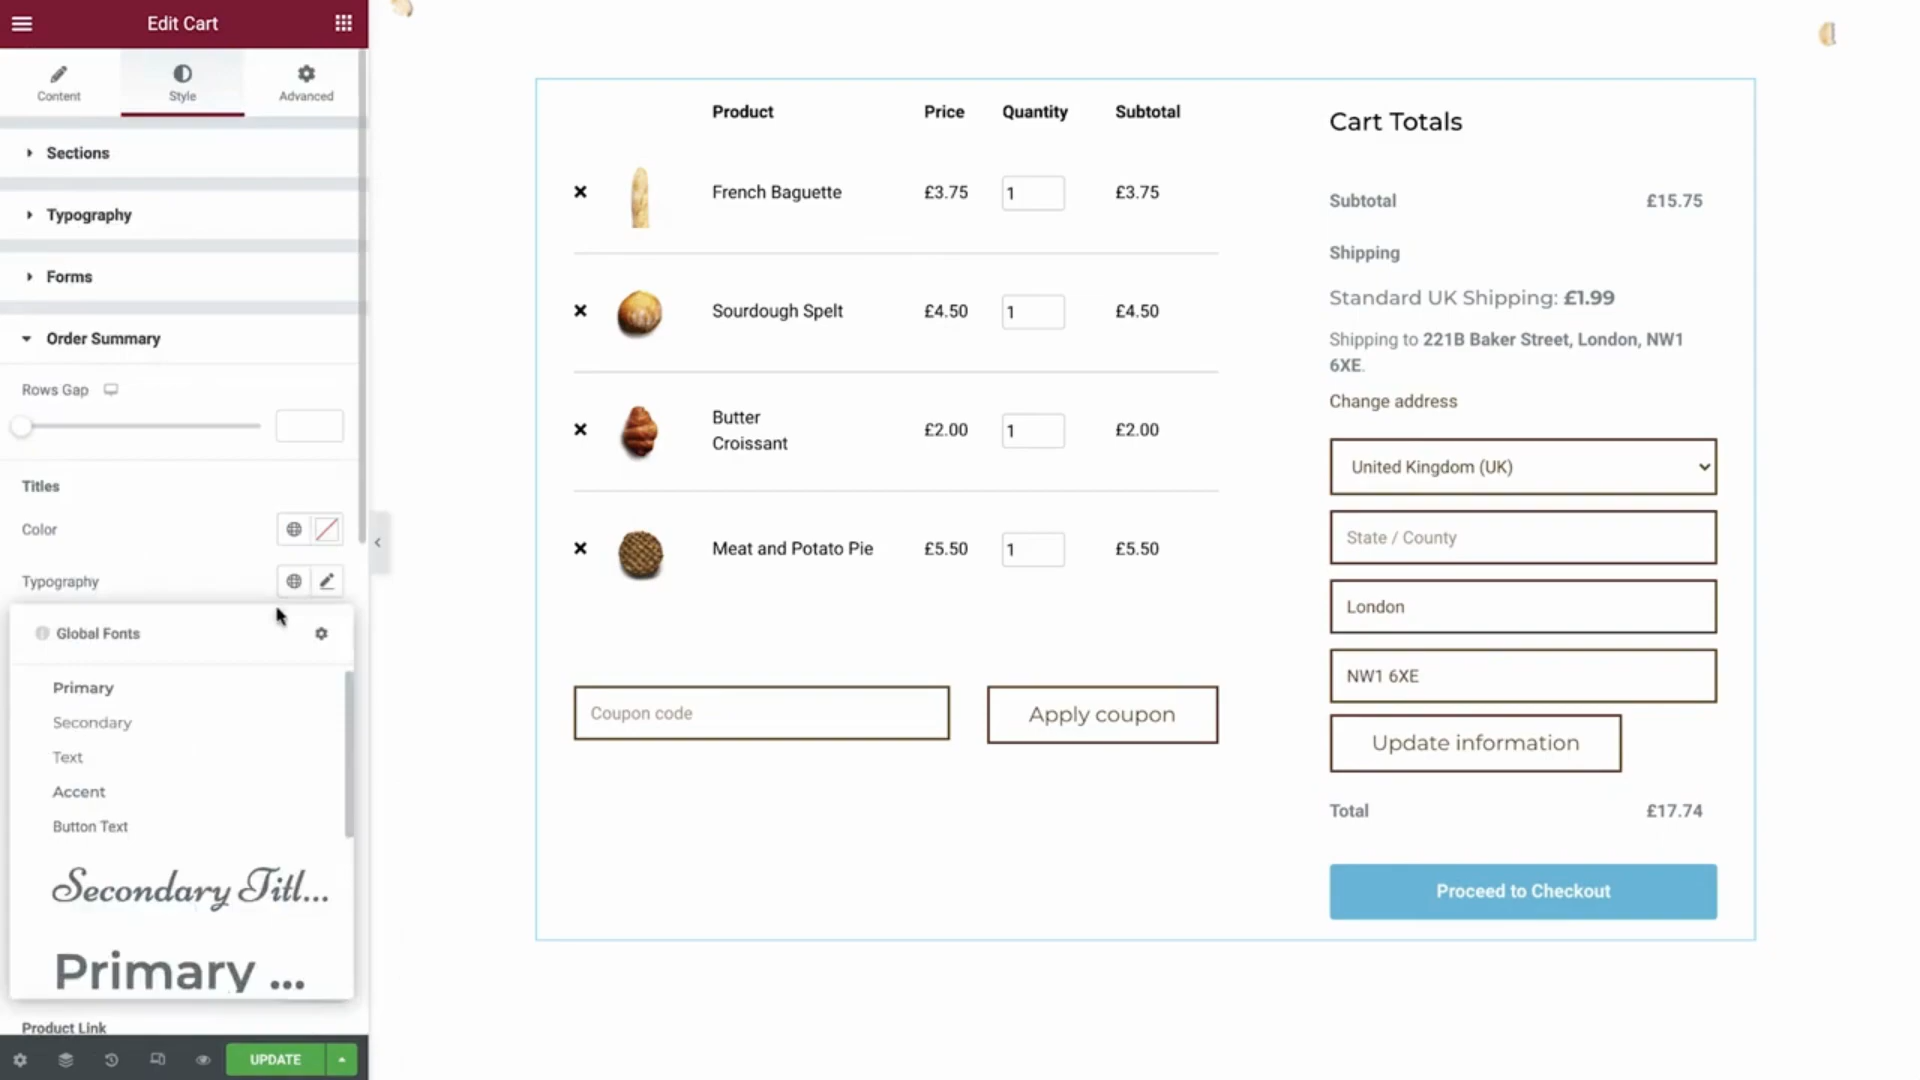 Edit Cart
Content
Style
Advanced
Sections
Typography
Forms
Order Summary
Rows Gap
Titles
Color
Typography
Global Fonts
Primary
Secondary
Text
Accent
Button Text
Secondary Titl...
Primary ...
Product Link
UPDATE
Product Price Quantity Subtotal
French Baguette £3.75 1 £3.75
Sourdough Spelt £4.50 1 £4.50
Butter
Croissant £2.00 1 £2.00
Meat and Potato Pie £5.50 1 £5.50
Coupon code
Apply coupon
Cart Totals
Subtotal £15.75
Shipping
Standard UK Shipping: £1.99
Shipping to 221B Baker Street, London, NW1
6XE.
Change address
United Kingdom (UK)
State / County
London
NW1 6XE
Update information
Total £17.74
Proceed to Checkout